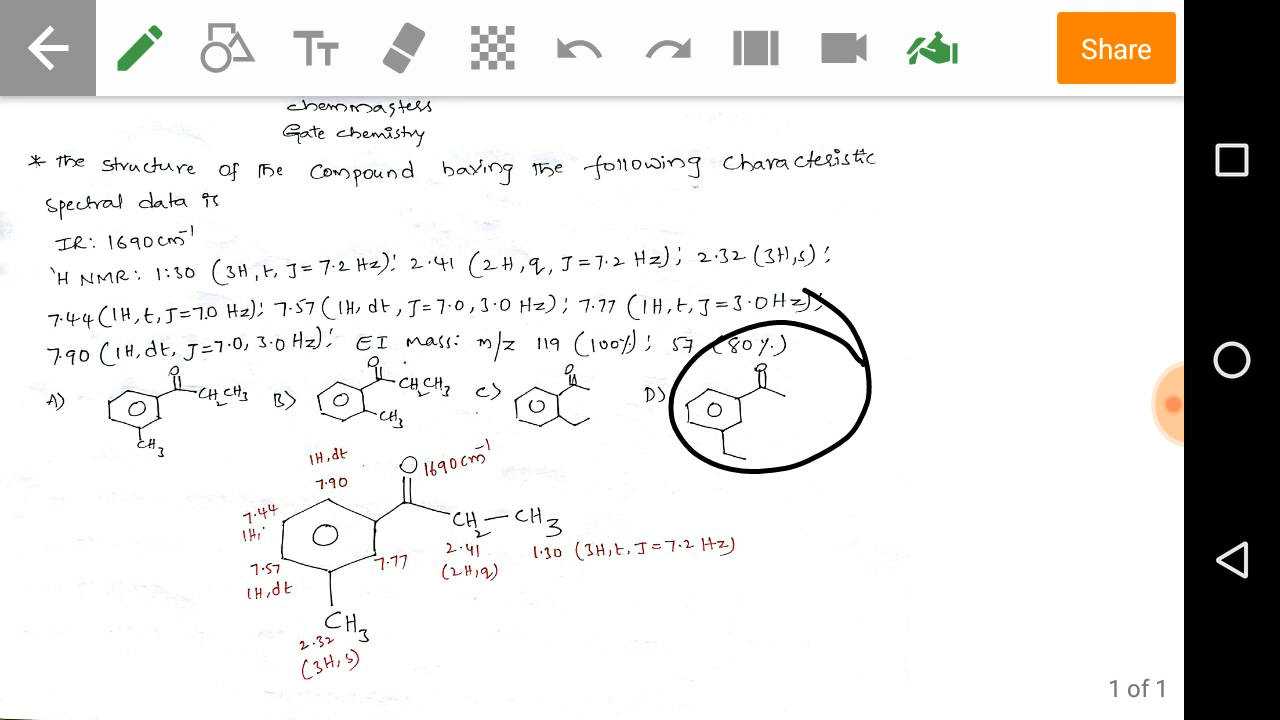 Share
chemmasters
Gate chemistry
* The structure of the compound having the following characteristic
spectral data is
IR: 1690 cm⁻¹
¹H NMR: 1:30 (3H, t, J= 7.2 Hz); 2.41 (2H, q, J=7.2 Hz); 2.32 (3H,s);
7.44 (1H, t, J=7.0 Hz); 7.57 (1H, dt, J=7.0, 3.0 Hz); 7.77 (1H, t, J=3.0 Hz);
7.90 (1H, dt, J=7.0, 3.0 Hz); EI mass: m/z 119 (100%); 57 (80%)
A) O CH₂CH₃ CH₃ B) O CH₂CH₃ CH₃ C) O D) O
1H, dt
7.90
O 1690 cm⁻¹
7.44
1H,
CH₂ — CH₃
7.57
1H, dt
7.77
2.41
(2H,q)
1.30 (3H, t, J=7.2 Hz)
CH₃
2.32
(3H, s)
1 of 1